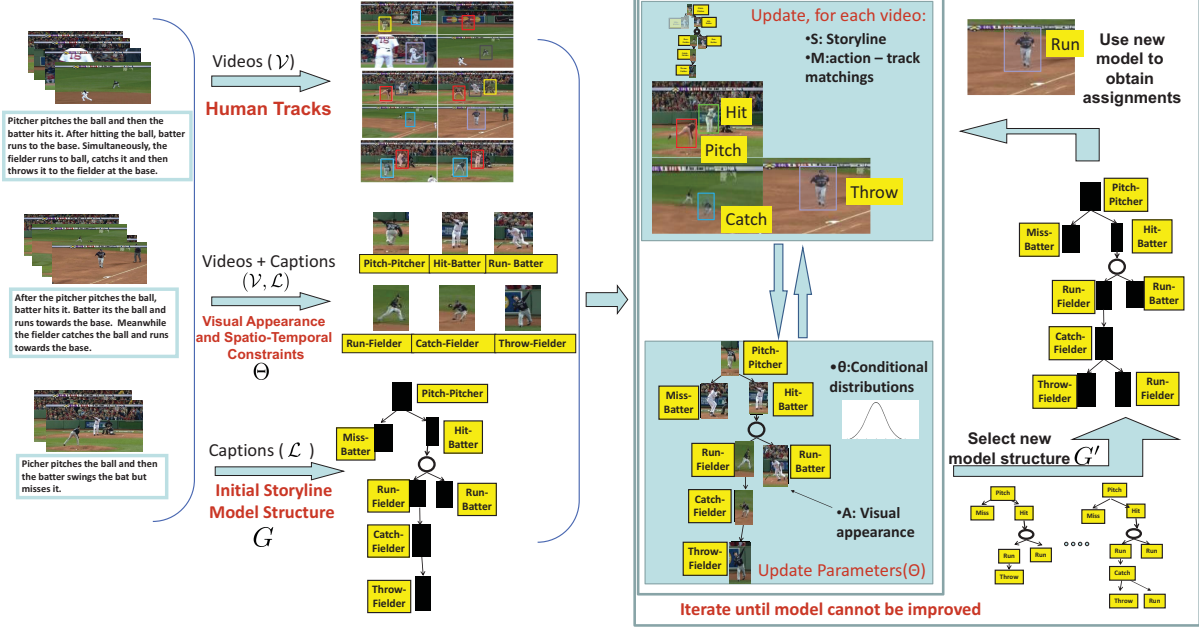 Pitcher pitches the ball and then the
batter hits it. After hitting the ball, batter
runs to the base. Simultaneously, the
fielder runs to ball, catchs it and then
throws it to the fielder at the base.
After the pitcher pitches the ball,
batter hits it. Batter its the ball and
runs towards the base. Meanwhile
the fielder catches the ball and runs
towards the base.
Picher pitches the ball and then
the batter swings the bat but
misses it.
Videos (𝒱)
Human Tracks
Videos + Captions
(𝒱, ℒ)
Visual Appearance
and Spatio-Temporal
Constraints
Θ
Captions (ℒ)
Initial Storyline
Model Structure
G
15
Pitch-Pitcher
Hit-Batter
Run- Batter
Run-Fielder
Catch-Fielder
Throw-Fielder
Pitch-Pitcher
Miss-
Batter
Hit-
Batter
Run-
Fielder
Run-
Batter
Catch-
Fielder
Throw-
Fielder
Update, for each video:
•S: Storyline
•M:action – track
matchings
Hit
Pitch
Catch
Throw
Pitch-
Pitcher
Miss-
Batter
Hit-
Batter
Run-
Fielder
Run-
Batter
Catch-
Fielder
Throw-
Fielder
•θ:Conditional
distributions
•A: Visual
appearance
Update Parameters(Θ)
Iterate until model cannot be improved
Run
Use new
model to
obtain
assignments
Pitch-
Pitcher
Miss-
Batter
Hit-
Batter
Run-
Fielder
Run-
Batter
Catch-
Fielder
Throw-
Fielder
Run-
Fielder
Select new
model structure G′
Pitch
Miss
Hit
Run
Run
Throw
Pitch
Miss
Hit
Run
Run
Catch
Throw
Run